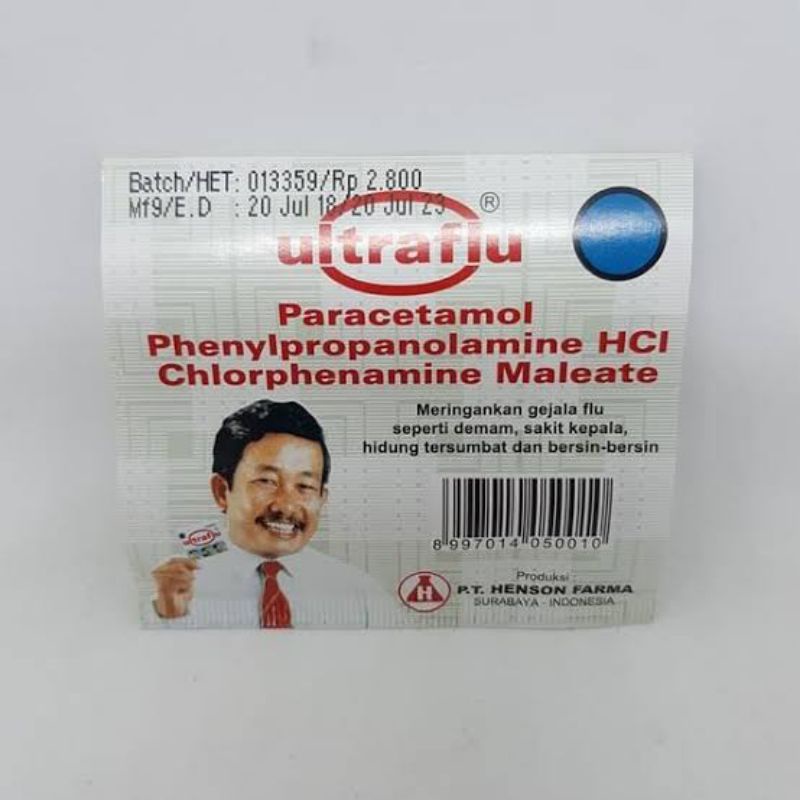 Batch/HET: 013359/Rp 2.800
Mf9/E.D : 20 Jul 18/20 Jul 23
ultraflu ®
Paracetamol
Phenylpropanolamine HCl
Chlorphenamine Maleate
Meringankan gejala flu
seperti demam, sakit kepala,
hidung tersumbat dan bersin-bersin
ultraflu
8 997014 050010
Produksi
H P.T. HENSON FARMA
SURABAYA - INDONESIA